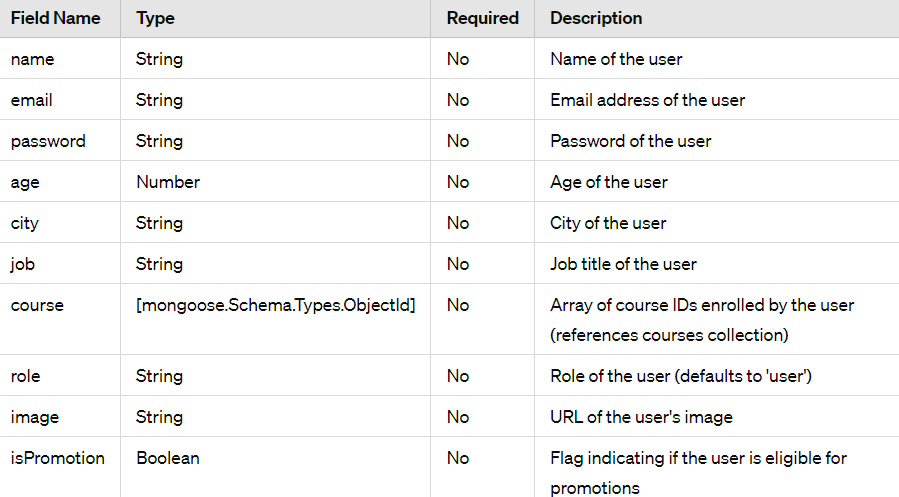 Field Name Type Required Description
name String No Name of the user
email String No Email address of the user
password String No Password of the user
age Number No Age of the user
city String No City of the user
job String No Job title of the user
course [mongoose.Schema.Types.ObjectId] No Array of course IDs enrolled by the user
(references courses collection)
role String No Role of the user (defaults to 'user')
image String No URL of the user's image
isPromotion Boolean No Flag indicating if the user is eligible for
promotions